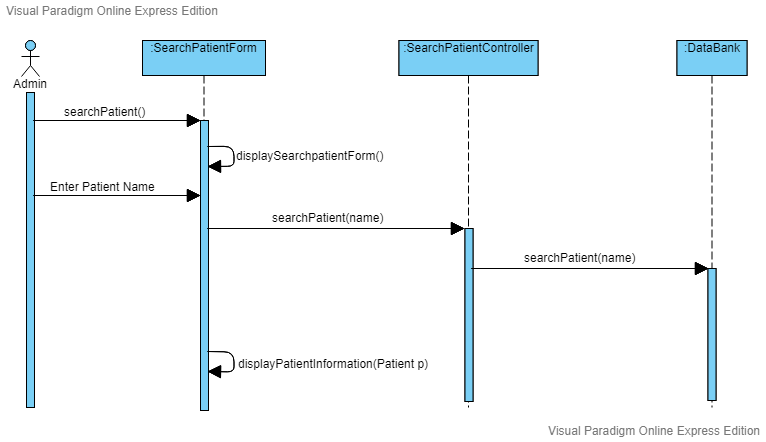 Visual Paradigm Online Express Edition
:SearchPatientForm
:SearchPatientController
:DataBank
Admin
searchPatient()
displaySearchpatientForm()
Enter Patient Name
searchPatient(name)
searchPatient(name)
displayPatientInformation(Patient p)
Visual Paradigm Online Express Edition